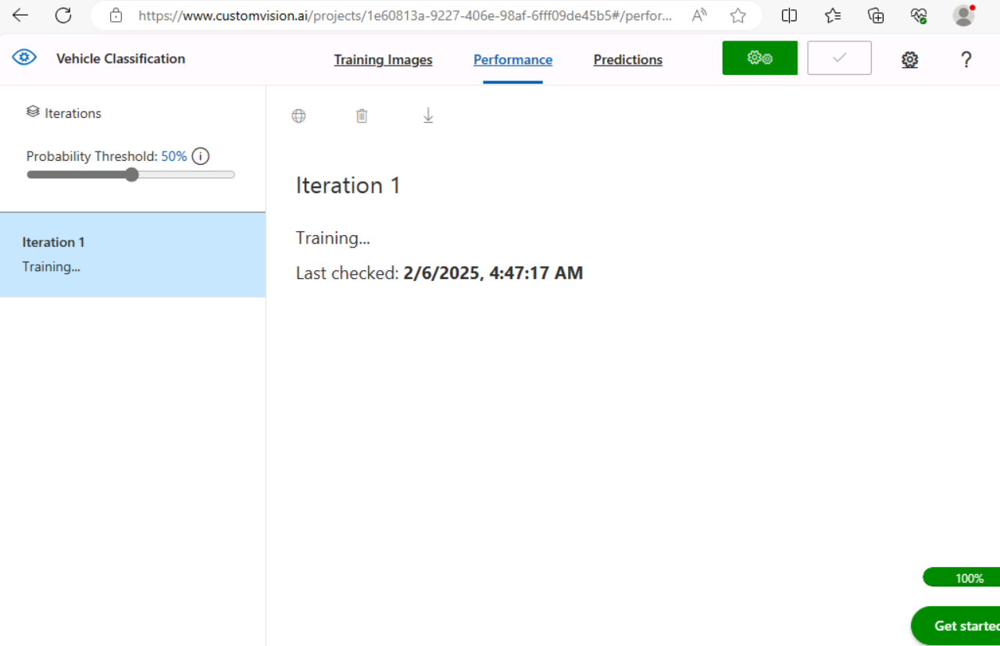 https://www.customvision.ai/projects/1e60813a-9227-406e-98af-6fff09de45b5#/perfor...
Vehicle Classification
Training Images
Performance
Predictions
?
Iterations
Probability Threshold: 50%
Iteration 1
Training...
Iteration 1
Training...
Last checked: 2/6/2025, 4:47:17 AM
100%
Get started